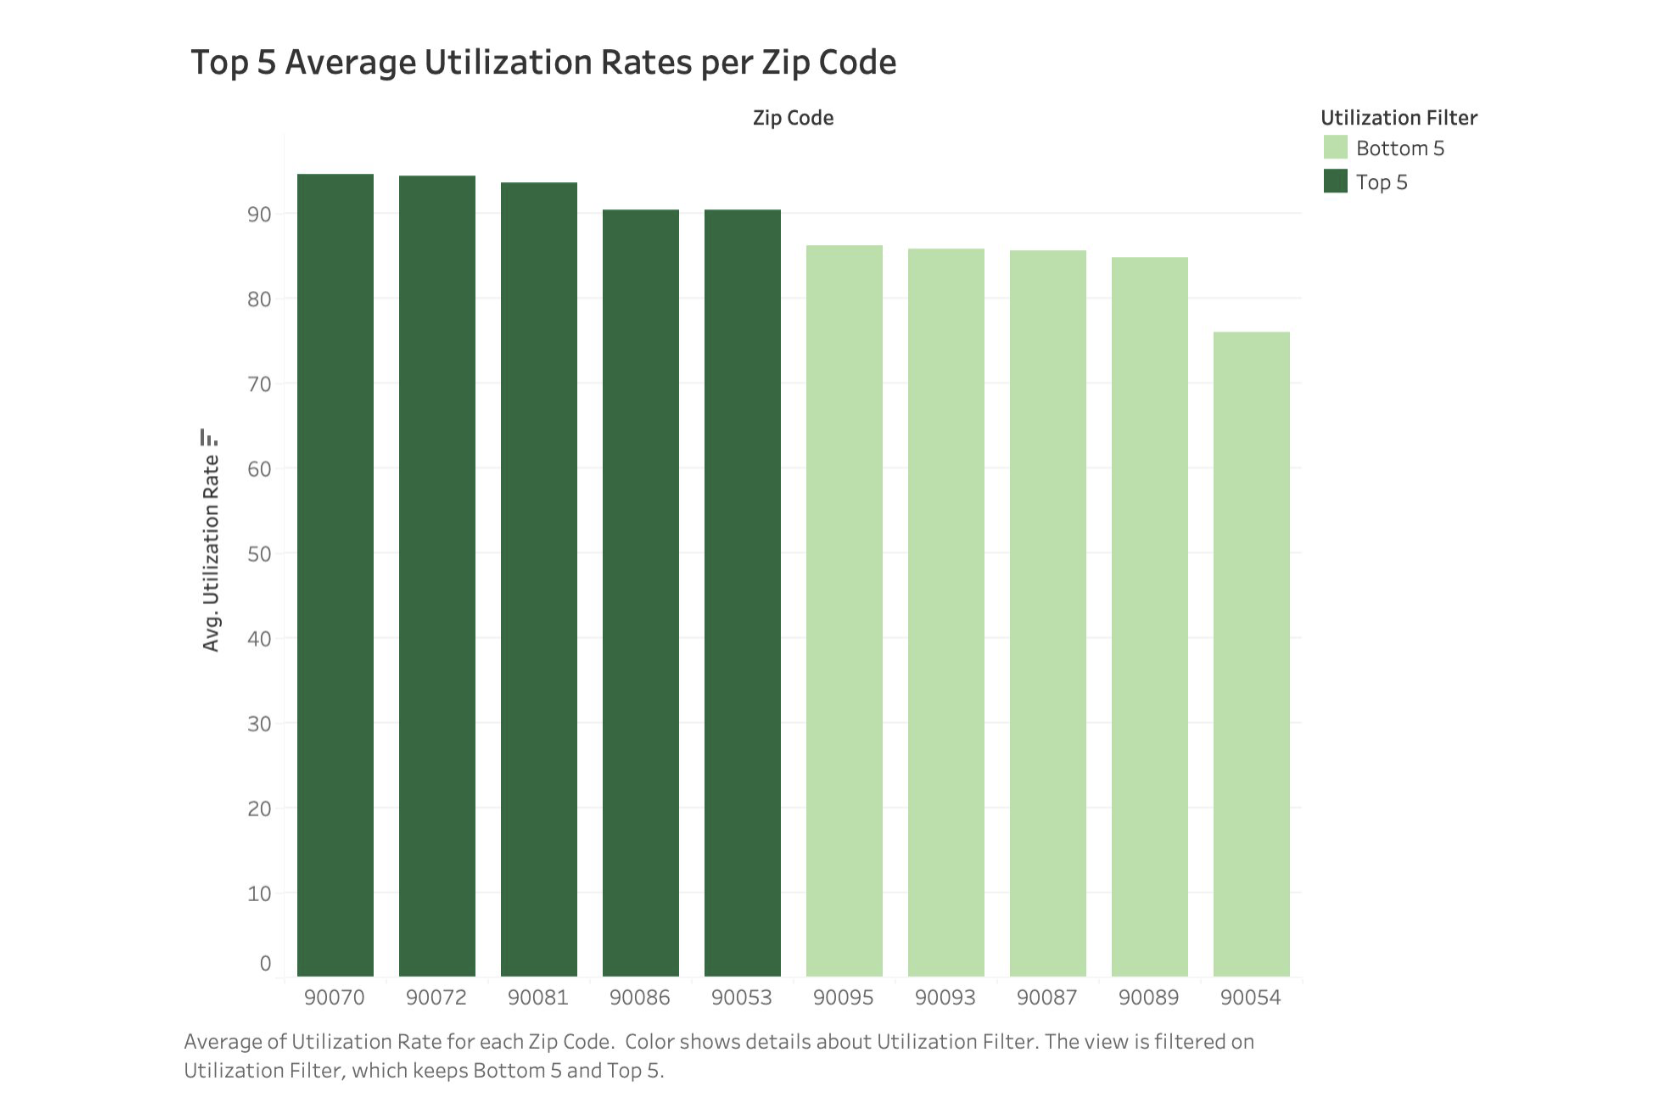 Top 5 Average Utilization Rates per Zip Code
Zip Code
Utilization Filter
Bottom 5
Top 5
Avg. Utilization Rate
90
80
70
60
50
40
30
20
10
0
90070 90072 90081 90086 90053 90095 90093 90087 90089 90054
Average of Utilization Rate for each Zip Code.  Color shows details about Utilization Filter. The view is filtered on
Utilization Filter, which keeps Bottom 5 and Top 5.